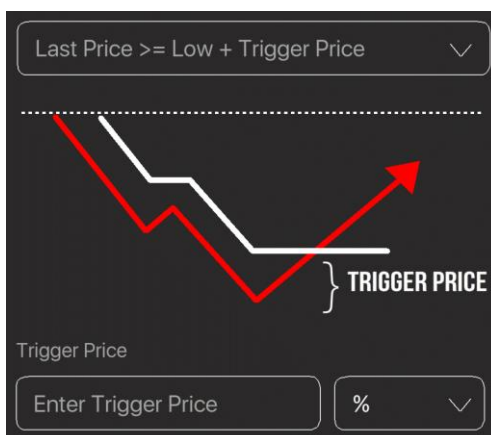 Last Price >= Low + Trigger Price
TRIGGER PRICE
Trigger Price
Enter Trigger Price
%